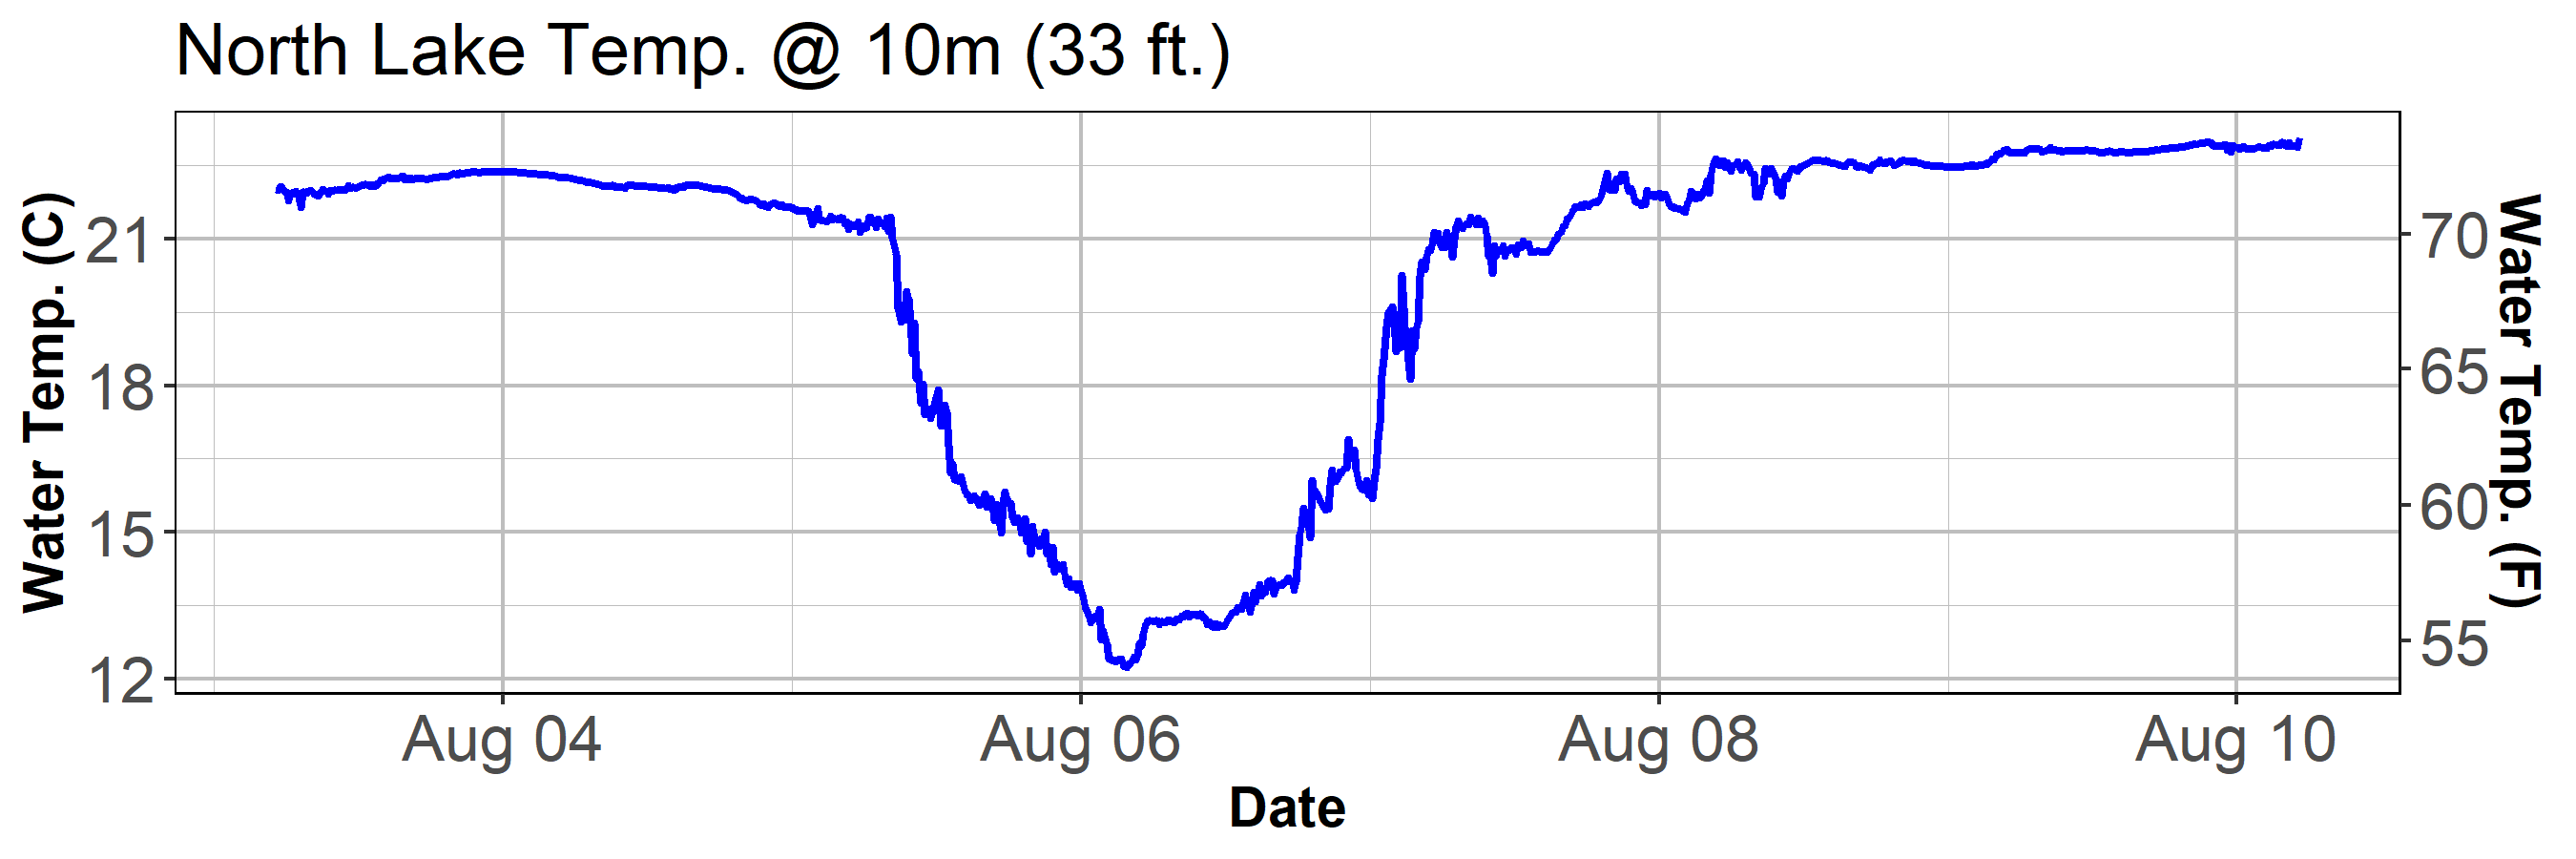 North Lake Temp. @ 10m (33 ft.)
Water Temp. (C)
21
18
15
12
70
65
60
55
Water Temp. (F)
Aug 04
Aug 06
Aug 08
Aug 10
Date